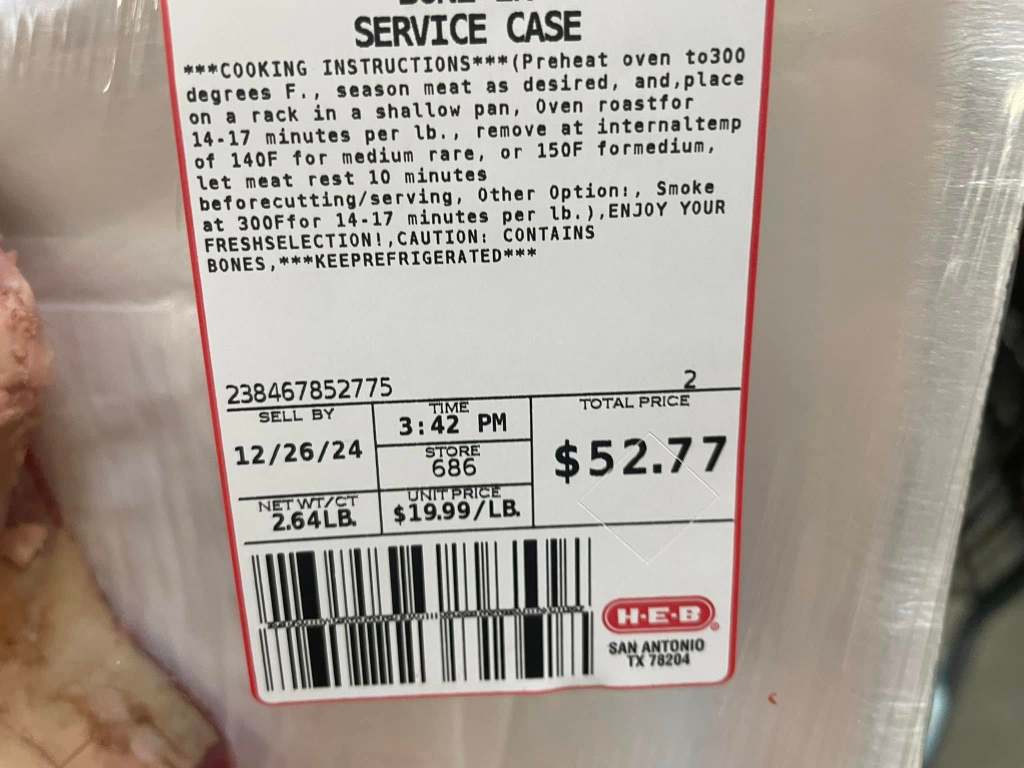 SERVICE CASE
***COOKING INSTRUCTIONS***(Preheat oven to300
degrees F., season meat as desired, and,place
on a rack in a shallow pan, Oven roastfor
14-17 minutes per lb., remove at internaltemp
of 140F for medium rare, or 150F formedium,
let meat rest 10 minutes
beforecutting/serving, Other Option:, Smoke
at 300Ffor 14-17 minutes per lb.),ENJOY YOUR
FRESHSELECTION!,CAUTION: CONTAINS
BONES,***KEEPREFRIGERATED***
238467852775 2
SELL BY TIME TOTAL PRICE
12/26/24 3:42 PM $52.77
STORE
686
NET WT/CT UNIT PRICE
2.64LB. $19.99/LB.
H-E-B
SAN ANTONIO
TX 78204